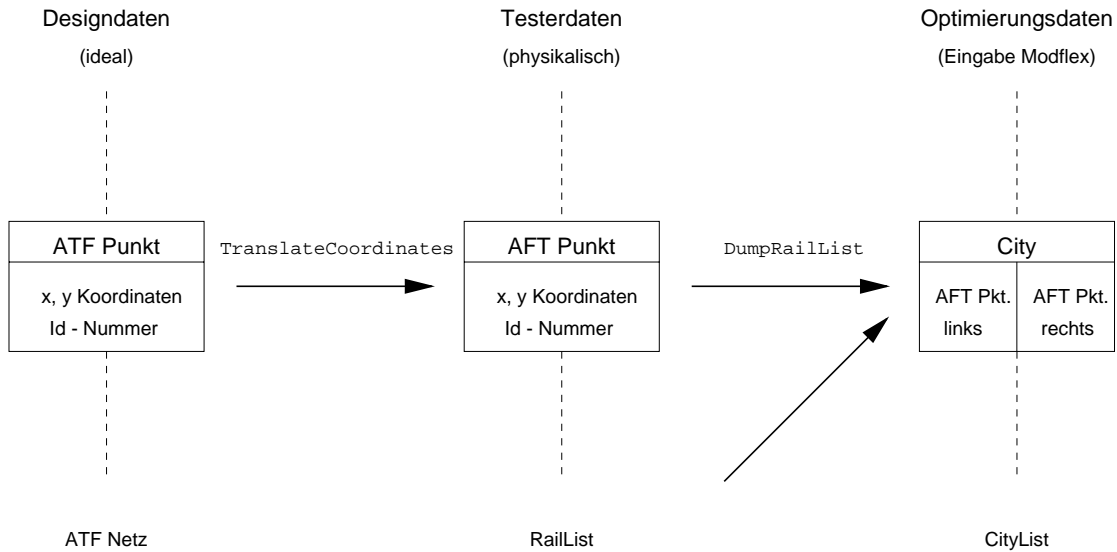 Designdaten
(ideal)
Testerdaten
(physikalisch)
Optimierungsdaten
(Eingabe Modflex)
ATF Punkt
x, y Koordinaten
Id - Nummer
TranslateCoordinates
AFT Punkt
x, y Koordinaten
Id - Nummer
DumpRailList
City
AFT Pkt.
links
AFT Pkt.
rechts
ATF Netz
RailList
CityList